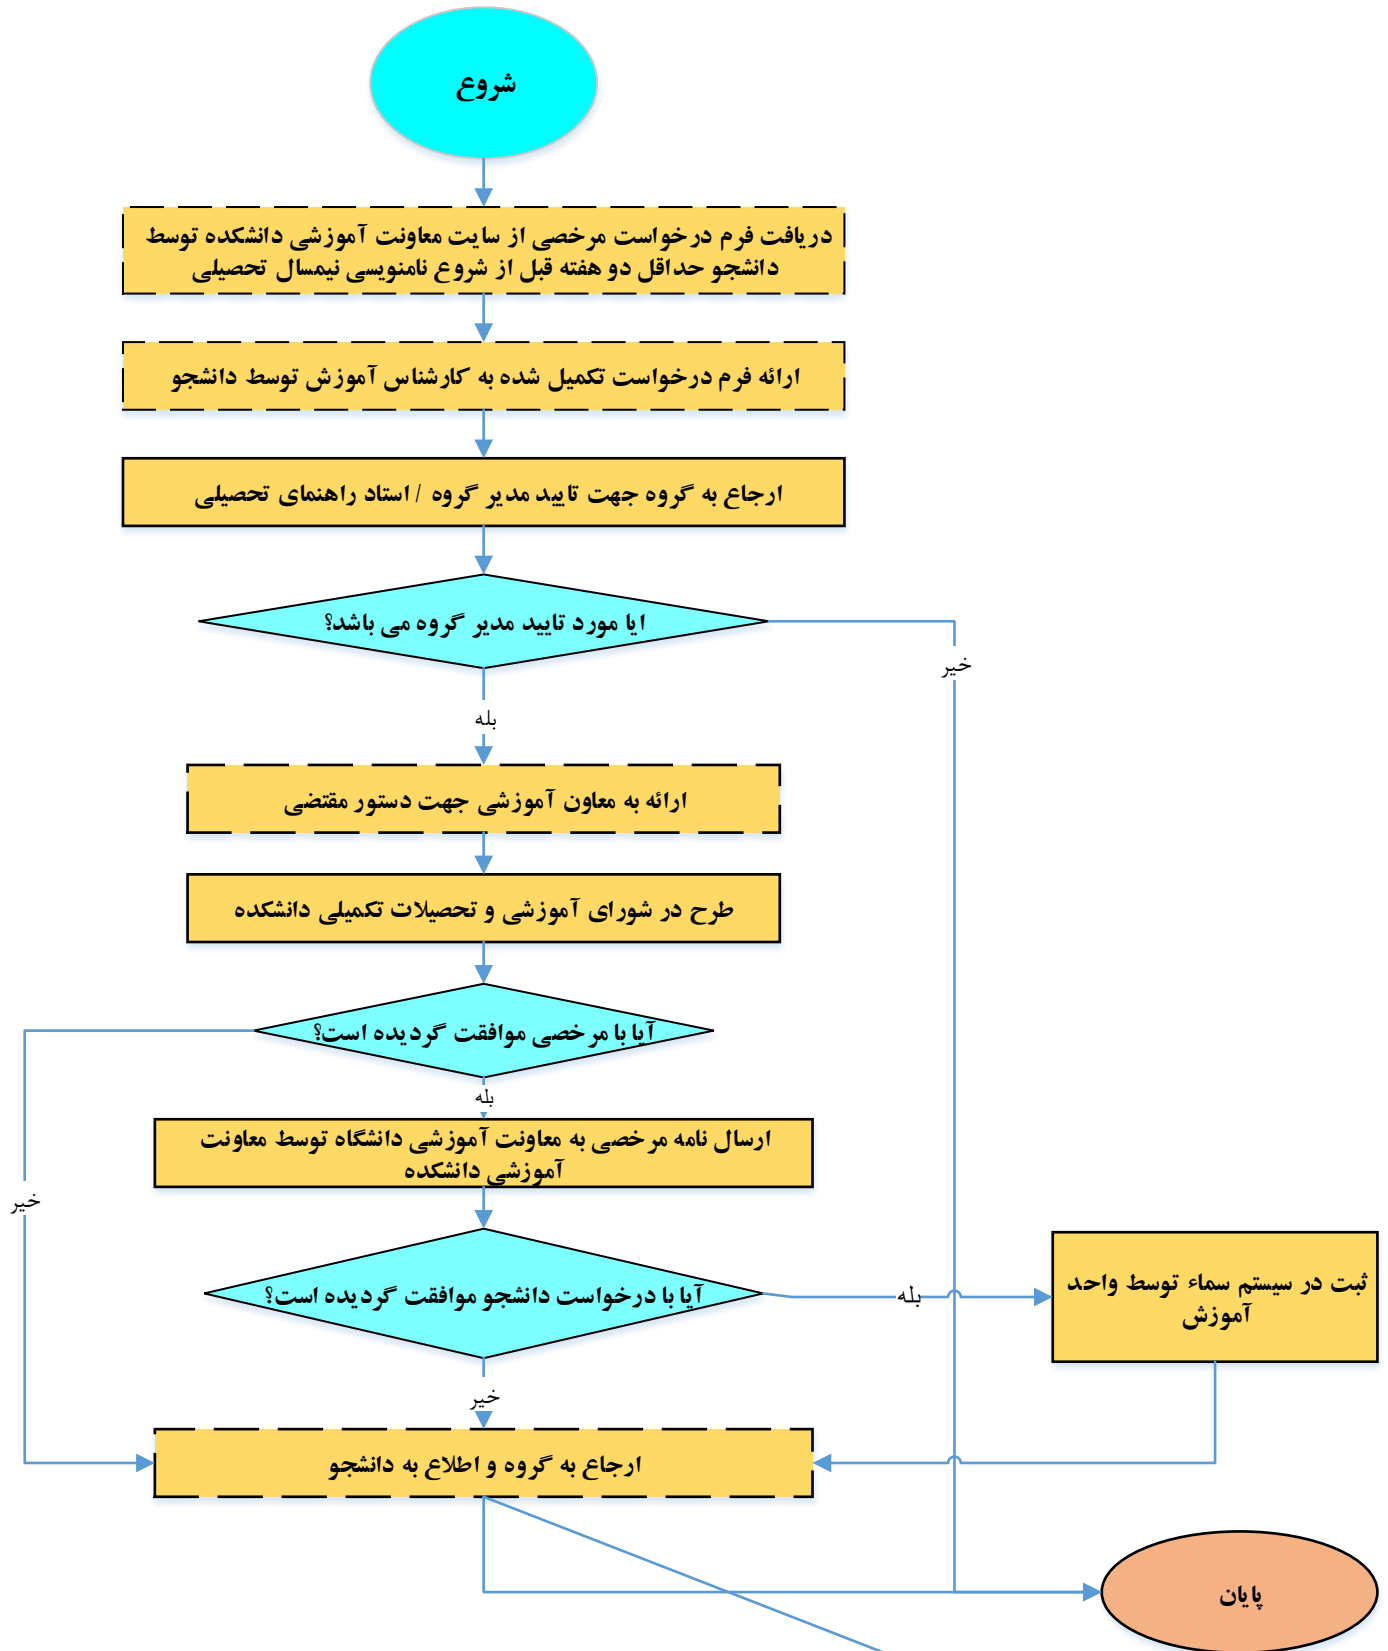 شروع
دریافت فرم درخواست مرخصی از سایت معاونت آموزشی دانشکده توسط
دانشجو حداقل دو هفته قبل از شروع نامنویسی نیمسال تحصیلی
ارائه فرم درخواست تکمیل شده به کارشناس آموزش توسط دانشجو
ارجاع به گروه جهت تایید مدیر گروه / استاد راهنمای تحصیلی
ایا مورد تایید مدیر گروه می باشد؟
خیر
بله
ارائه به معاون آموزشی جهت دستور مقتضی
طرح در شورای آموزشی و تحصیلات تکمیلی دانشکده
آیا با مرخصی موافقت گردیده است؟
بله
ارسال نامه مرخصی به معاونت آموزشی دانشگاه توسط معاونت
آموزشی دانشکده
خیر
آیا با درخواست دانشجو موافقت گردیده است؟
بله
ثبت در سیستم سماء توسط واحد
آموزش
خیر
ارجاع به گروه و اطلاع به دانشجو
پایان